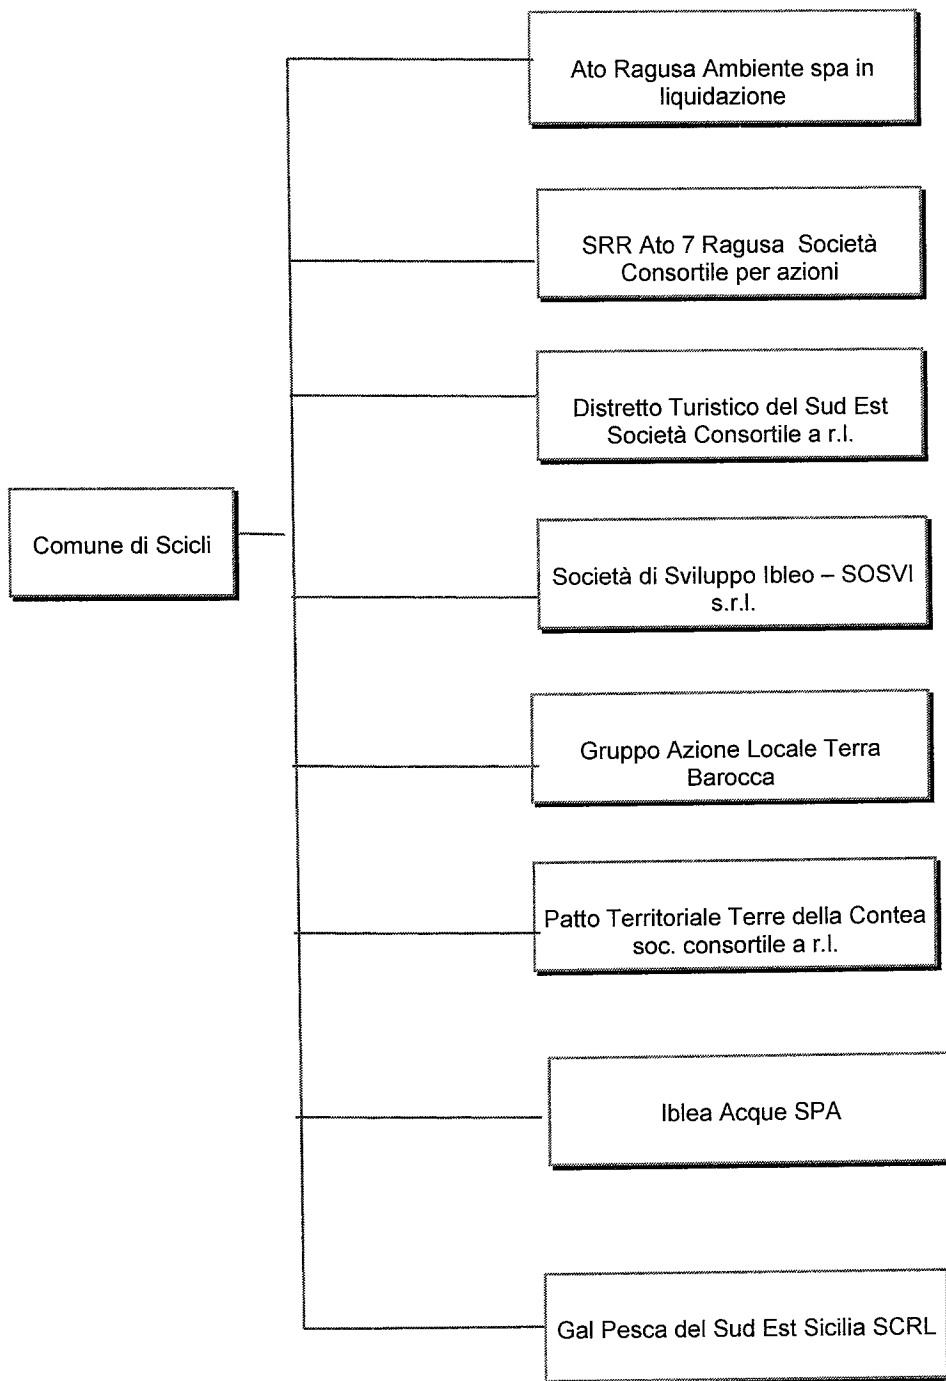 Ato Ragusa Ambiente spa in
liquidazione
SRR Ato 7 Ragusa Società
Consortile per azioni
Distretto Turistico del Sud Est
Società Consortile a r.l.
Comune di Scicli
Società di Sviluppo Ibleo – SOSVI
s.r.l.
Gruppo Azione Locale Terra
Barocca
Patto Territoriale Terre della Contea
soc. consortile a r.l.
Iblea Acque SPA
Gal Pesca del Sud Est Sicilia SCRL